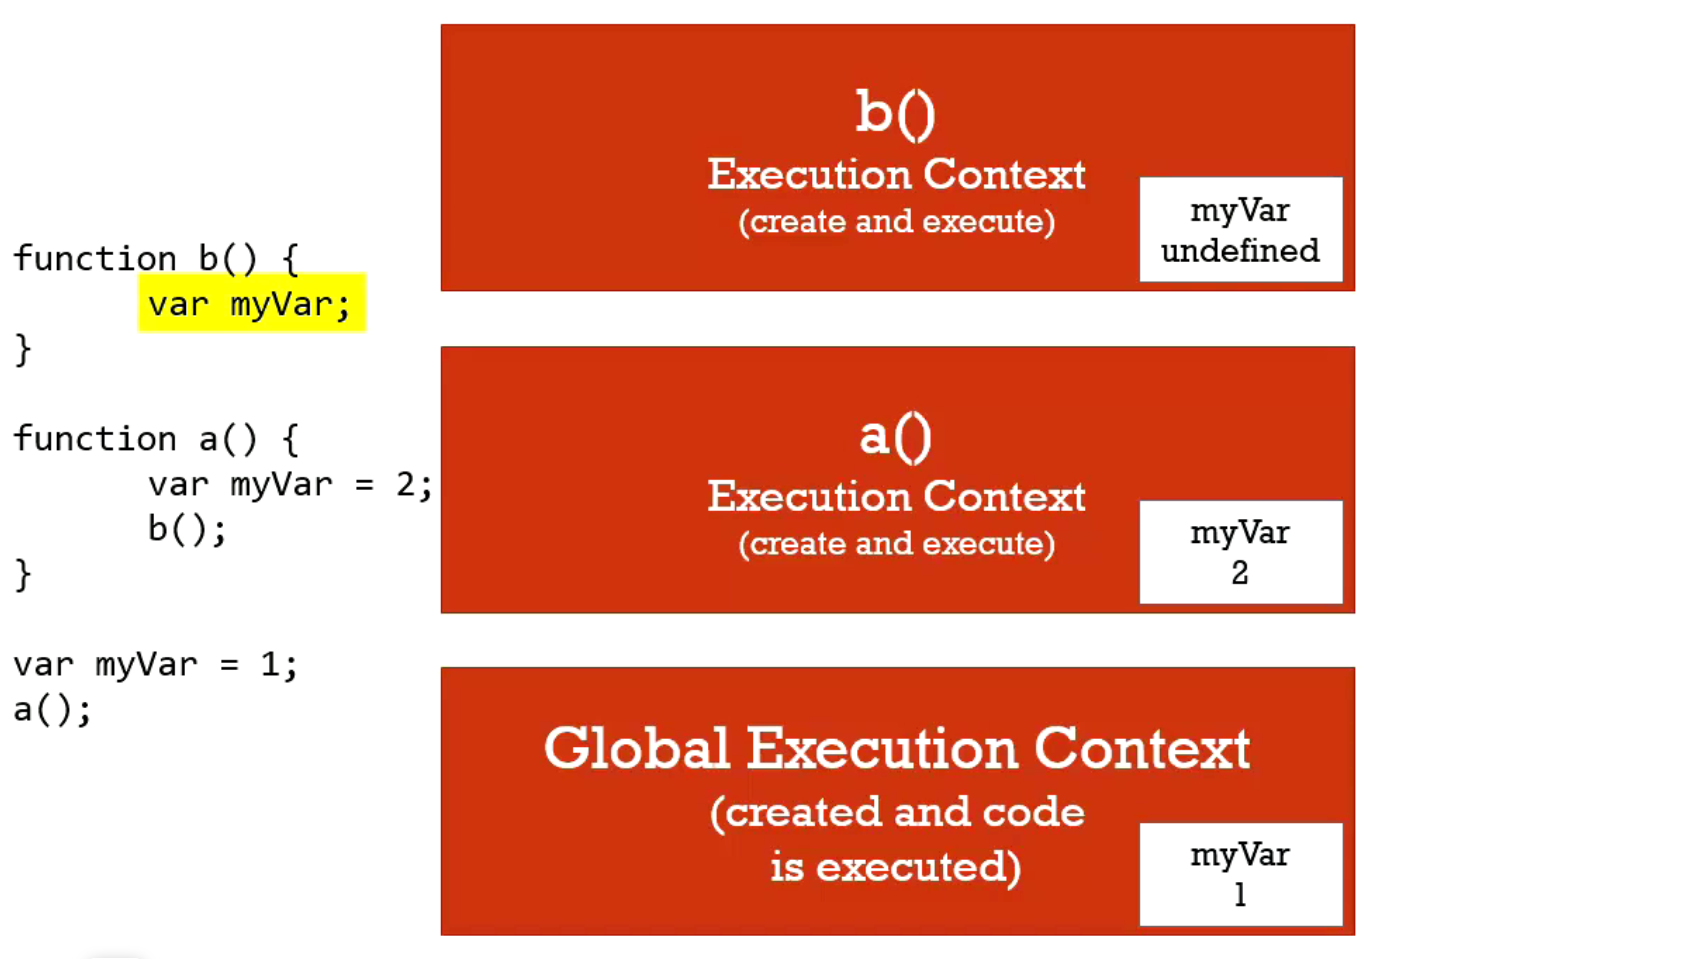 function b() {
var myVar;
}
function a() {
var myVar = 2;
b();
}
var myVar = 1;
a();
b()
Execution Context
(create and execute)
myVar
undefined
a()
Execution Context
(create and execute)
myVar
2
Global Execution Context
(created and code
is executed)
myVar
1